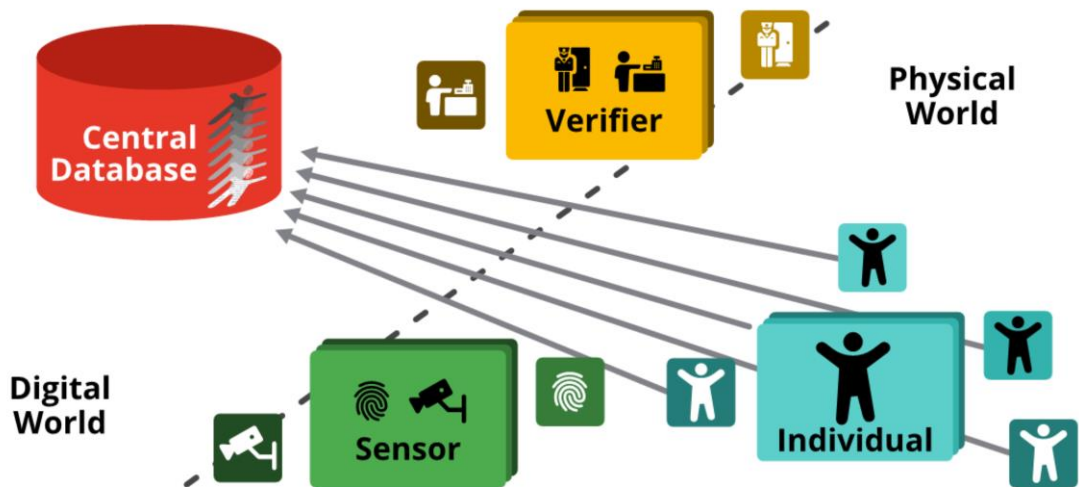 Central
Database
Verifier
Physical
World
Digital
World
Sensor
Individual